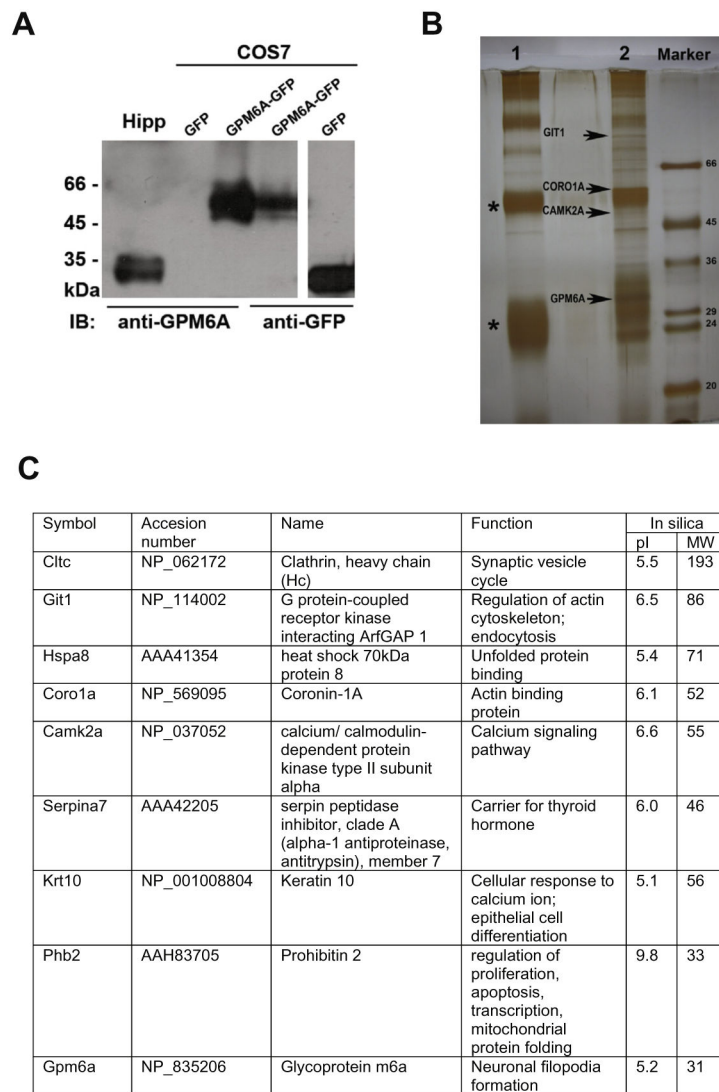 A
COS7
Hipp
GFP
GPM6A-GFP
GPM6A-GFP
GFP
66 -
45 -
35 -
kDa
IB: anti-GPM6A anti-GFP
B
1 2 Marker
GIT1
CORO1A
*
CAMK2A
GPM6A
*
66
45
36
29
24
20
C
Symbol Accesion number Name Function In silica
pI MW
Cltc NP_062172 Clathrin, heavy chain (Hc) Synaptic vesicle cycle 5.5 193
Git1 NP_114002 G protein-coupled receptor kinase interacting ArfGAP 1 Regulation of actin cytoskeleton; endocytosis 6.5 86
Hspa8 AAA41354 heat shock 70kDa protein 8 Unfolded protein binding 5.4 71
Coro1a NP_569095 Coronin-1A Actin binding protein 6.1 52
Camk2a NP_037052 calcium/ calmodulin-dependent protein kinase type II subunit alpha Calcium signaling pathway 6.6 55
Serpina7 AAA42205 serpin peptidase inhibitor, clade A (alpha-1 antiproteinase, antitrypsin), member 7 Carrier for thyroid hormone 6.0 46
Krt10 NP_001008804 Keratin 10 Cellular response to calcium ion; epithelial cell differentiation 5.1 56
Phb2 AAH83705 Prohibitin 2 regulation of proliferation, apoptosis, transcription, mitochondrial protein folding 9.8 33
Gpm6a NP_835206 Glycoprotein m6a Neuronal filopodia formation 5.2 31